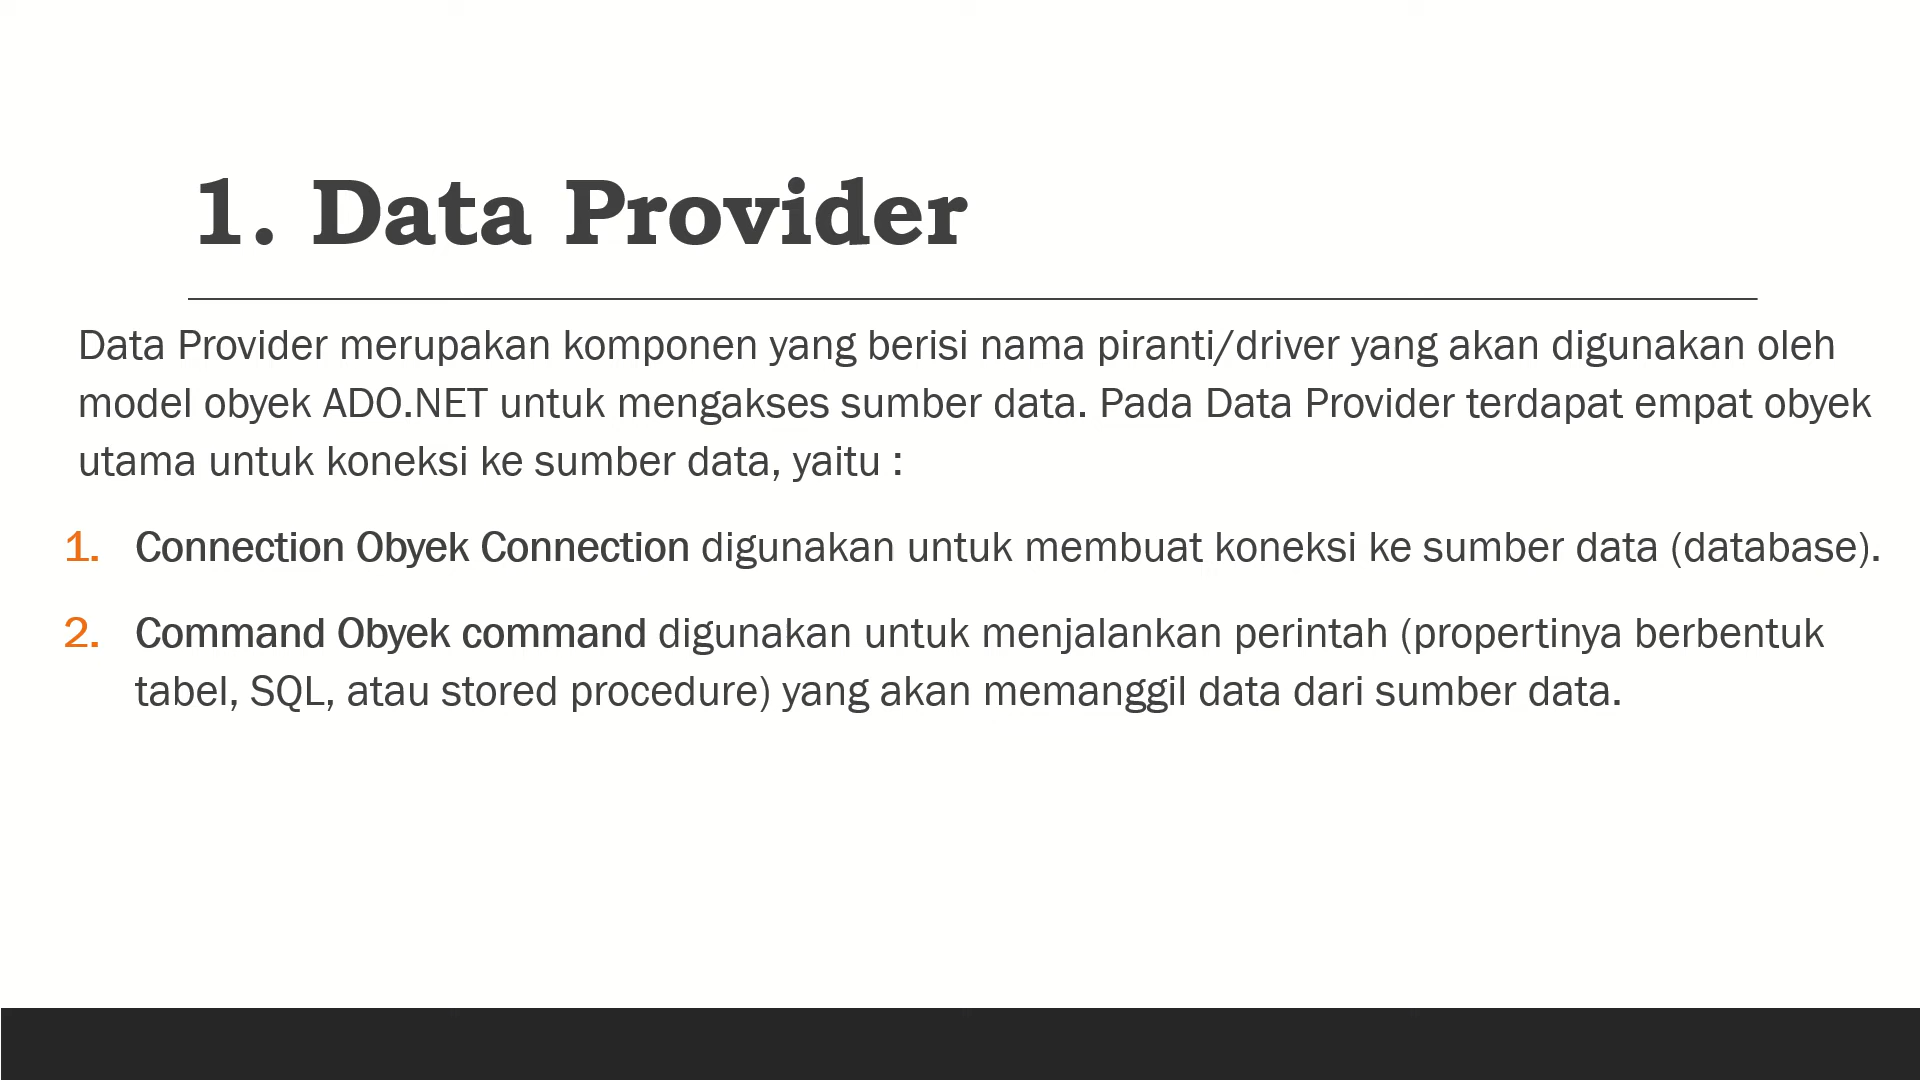 1. Data Provider
Data Provider merupakan komponen yang berisi nama piranti/driver yang akan digunakan oleh
model obyek ADO.NET untuk mengakses sumber data. Pada Data Provider terdapat empat obyek
utama untuk koneksi ke sumber data, yaitu :
1. Connection Obyek Connection digunakan untuk membuat koneksi ke sumber data (database).
2. Command Obyek command digunakan untuk menjalankan perintah (propertinya berbentuk
tabel, SQL, atau stored procedure) yang akan memanggil data dari sumber data.